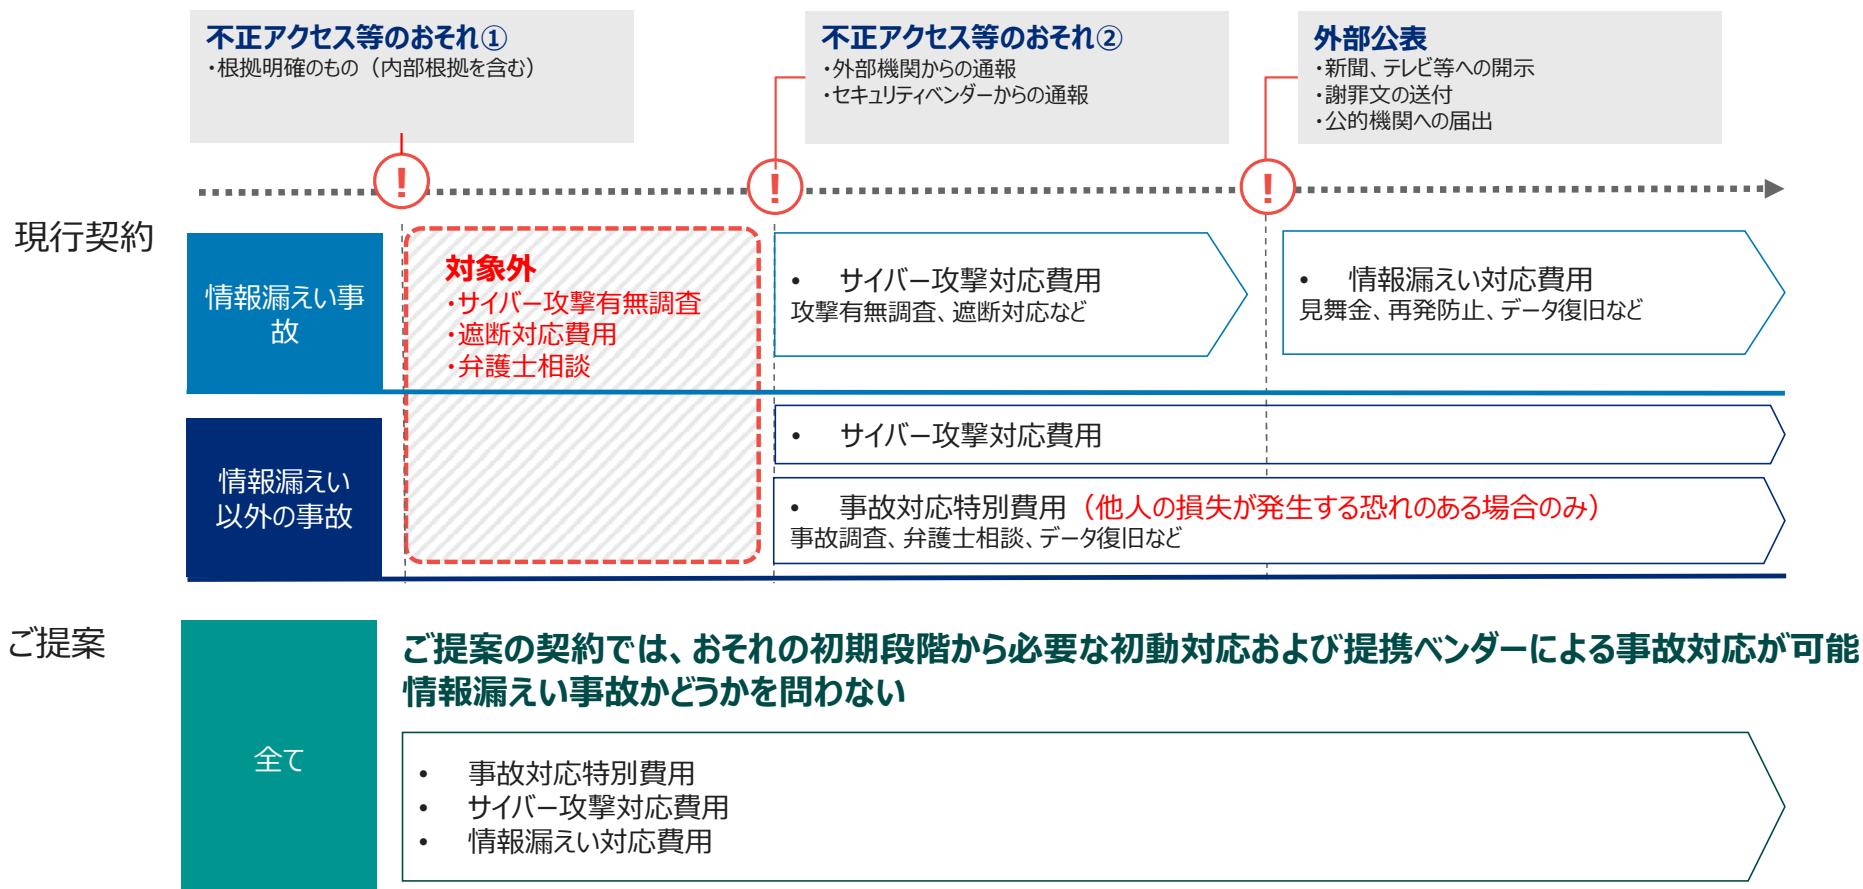 不正アクセス等のおそれ①
・根拠明確のもの（内部根拠を含む）
不正アクセス等のおそれ②
・外部機関からの通報
・セキュリティベンダーからの通報
外部公表
・新聞、テレビ等への開示
・謝罪文の送付
・公的機関への届出
!
!
!
現行契約
情報漏えい事
故
対象外
・サイバー攻撃有無調査
・遮断対応費用
・弁護士相談
• サイバー攻撃対応費用
攻撃有無調査、遮断対応など
• 情報漏えい対応費用
見舞金、再発防止、データ復旧など
情報漏えい
以外の事故
• サイバー攻撃対応費用
• 事故対応特別費用（他人の損失が発生する恐れのある場合のみ）
事故調査、弁護士相談、データ復旧など
ご提案
全て
ご提案の契約では、おそれの初期段階から必要な初動対応および提携ベンダーによる事故対応が可能
情報漏えい事故かどうかを問わない
• 事故対応特別費用
• サイバー攻撃対応費用
• 情報漏えい対応費用